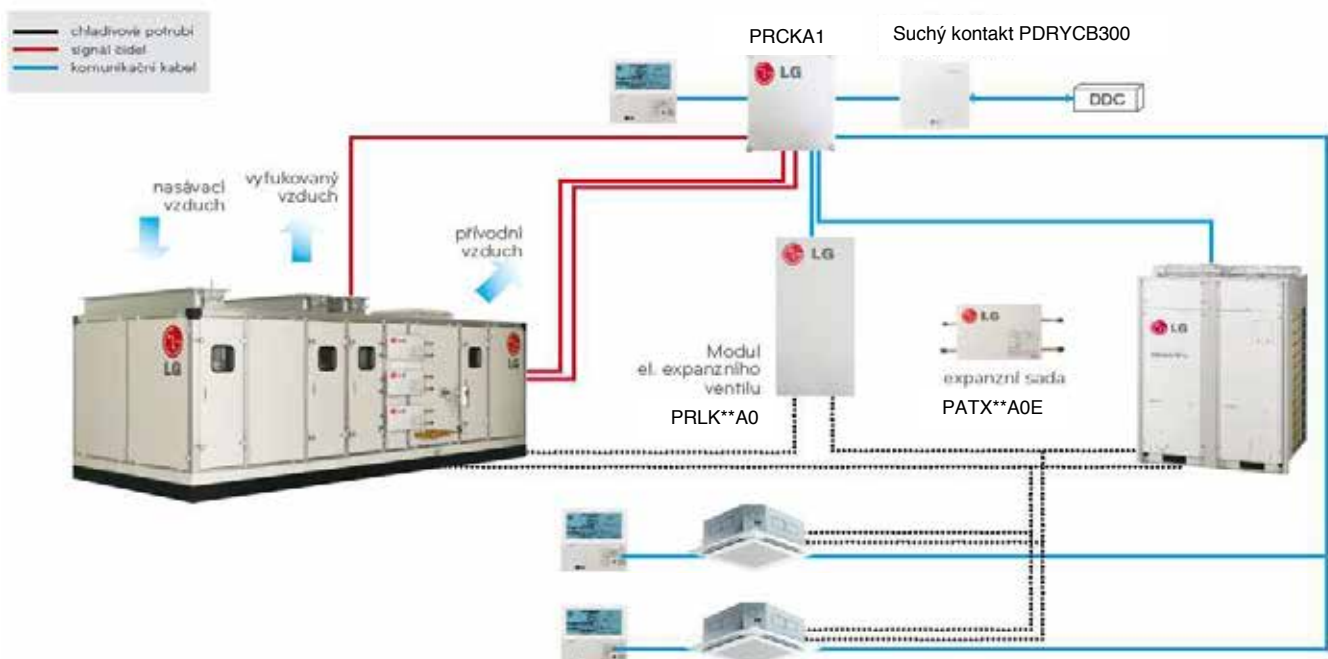 chladivové potrubí
signál čidel
komunikační kabel
PRCKA1
Suchý kontakt PDRYCB300
LG
DDC
nasávací
vzduch
vyfukovaný
vzduch
přívodní
vzduch
LG
LG
LG
Modul
el. expanzního
ventilu
PRLK**A0
LG
expanzní sada
PATX**A0E
LG